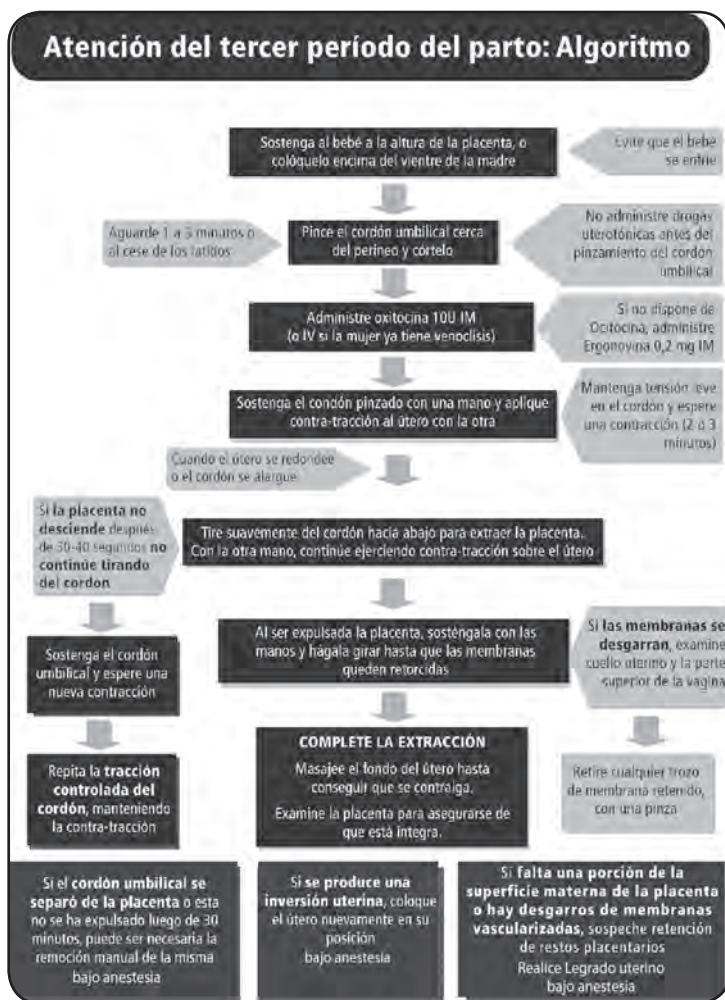 Atención del tercer período del parto: Algoritmo
Sostenga al bebé a la altura de la placenta, o
colóquelo encima del vientre de la madre
Evite que el bebé
se enfríe
Aguarde 1 a 3 minutos o
al cese de los latidos
Pince el cordón umbilical cerca
del perineo y córtelo
No administre drogas
uterotónicas antes del
pinzamiento del cordón
umbilical
Administre oxitocina 10U IM
(o IV si la mujer ya tiene venoclisis)
Si no dispone de
Ocitocina, administre
Ergonovina 0,2 mg IM
Sostenga el condón pinzado con una mano y aplique
contra-tracción al útero con la otra
Mantenga tensión leve
en el cordón y espere
una contracción (2 ó 3
minutos)
Cuando el útero se redondee
o el cordón se alargue
Si la placenta no
desciende después
de 30-40 segundos no
continúe tirando
del cordón
Tire suavemente del cordón hacia abajo para extraer la placenta.
Con la otra mano, continúe ejerciendo contra-tracción sobre el útero
Sostenga el cordón
umbilical y espere una
nueva contracción
Al ser expulsada la placenta, sosténgala con las
manos y hágala girar hasta que las membranas
queden retorcidas
Si las membranas se
desgarran, examine
cuello uterino y la parte
superior de la vagina
Repita la tracción
controlada del
cordón, manteniendo
la contra-tracción
COMPLETE LA EXTRACCIÓN
Masajee el fondo del útero hasta
conseguir que se contraiga.
Examine la placenta para asegurarse de
que está íntegra.
Retire cualquier trozo
de membrana retenido,
con una pinza
Si el cordón umbilical se
separó de la placenta o esta
no se ha expulsado luego de 30
minutos, puede ser necesaria la
remoción manual de la misma
bajo anestesia
Si se produce una
inversión uterina, coloque
el útero nuevamente en su
posición
bajo anestesia
Si falta una porción de la
superficie materna de la placenta
o hay desgarros de membranas
vascularizadas, sospeche retención
de restos placentarios
Realice Legrado uterino
bajo anestesia